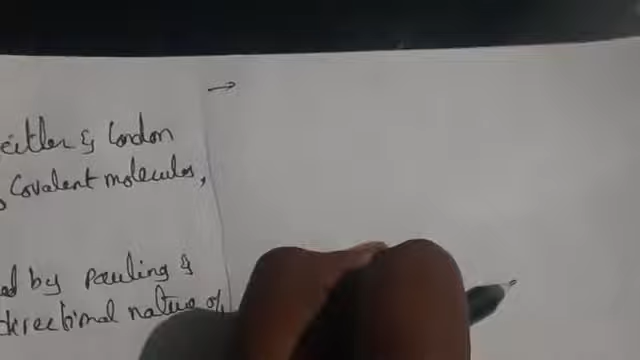 eitler & London
Covalent molecules,
→
ed by Pauling &
directional nature of